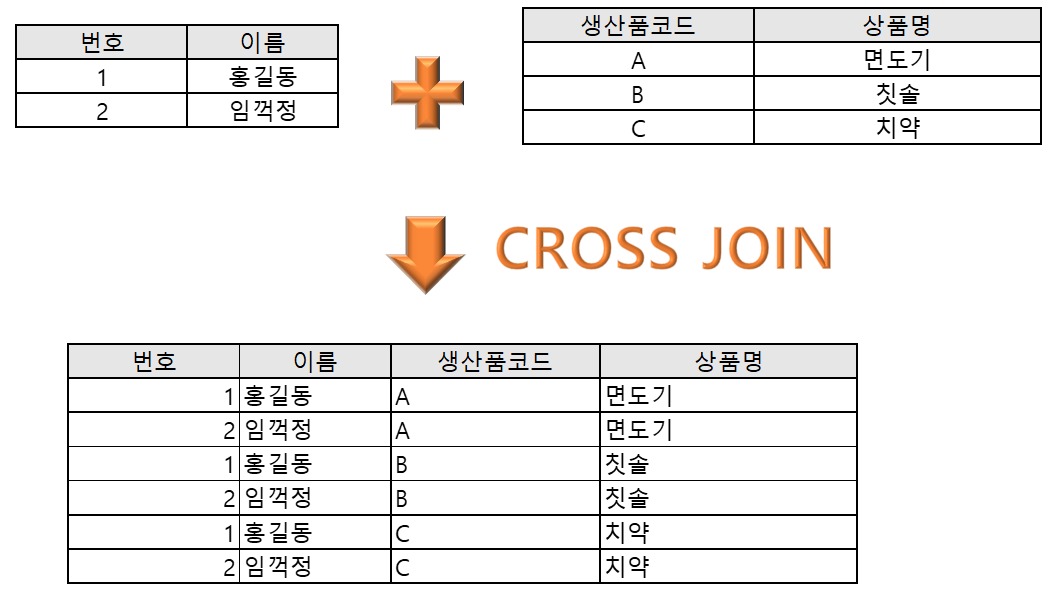 번호 이름
1 홍길동
2 임꺽정
생산품코드 상품명
A 면도기
B 칫솔
C 치약
CROSS JOIN
번호 이름 생산품코드 상품명
1 홍길동 A 면도기
2 임꺽정 A 면도기
1 홍길동 B 칫솔
2 임꺽정 B 칫솔
1 홍길동 C 치약
2 임꺽정 C 치약